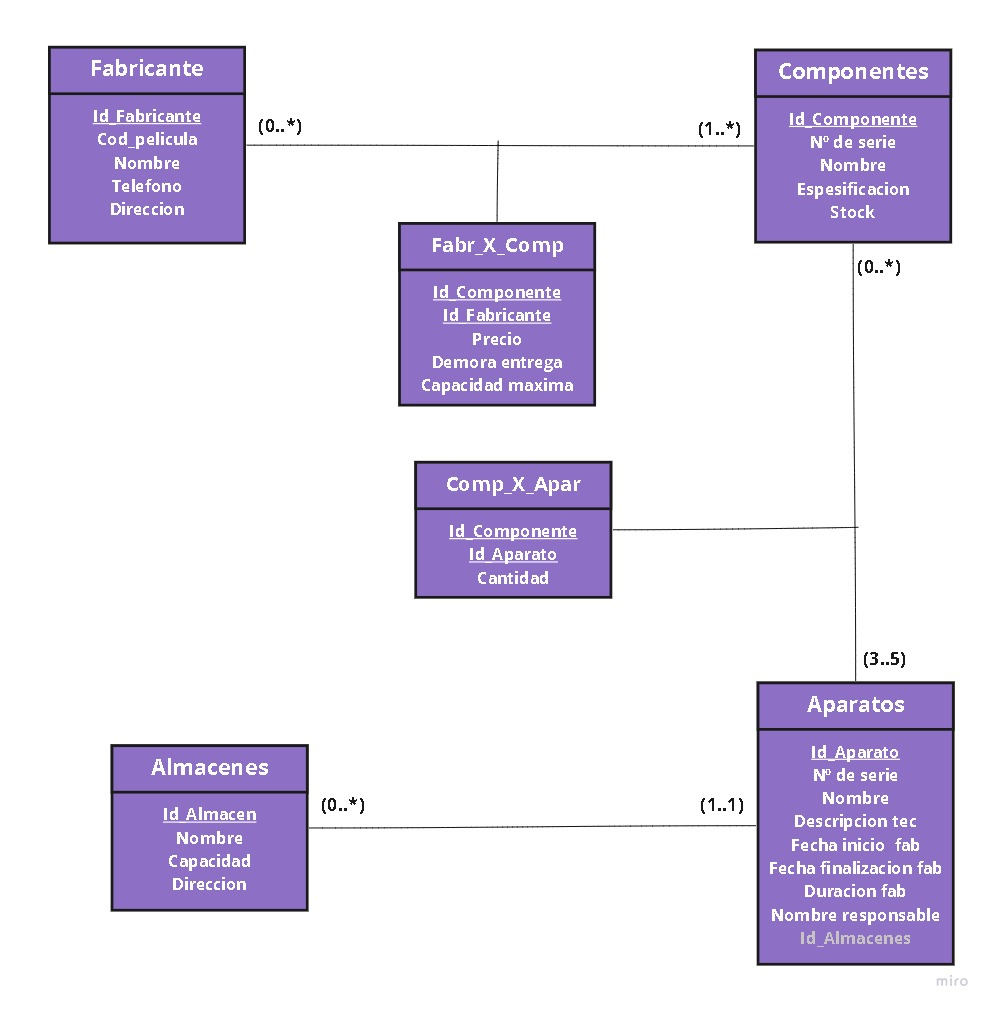 Fabricante
Id_Fabricante
Cod_pelicula
Nombre
Telefono
Direccion
(0..*)
(1..*)
Componentes
Id_Componente
Nº de serie
Nombre
Espesificacion
Stock
(0..*)
Fabr_X_Comp
Id_Componente
Id_Fabricante
Precio
Demora entrega
Capacidad maxima
Comp_X_Apar
Id_Componente
Id_Aparato
Cantidad
(3..5)
Aparatos
Id_Aparato
Nº de serie
Nombre
Descripcion tec
Fecha inicio fab
Fecha finalizacion fab
Duracion fab
Nombre responsable
Id_Almacenes
Almacenes
Id_Almacen
Nombre
Capacidad
Direccion
(0..*)
(1..1)
miro